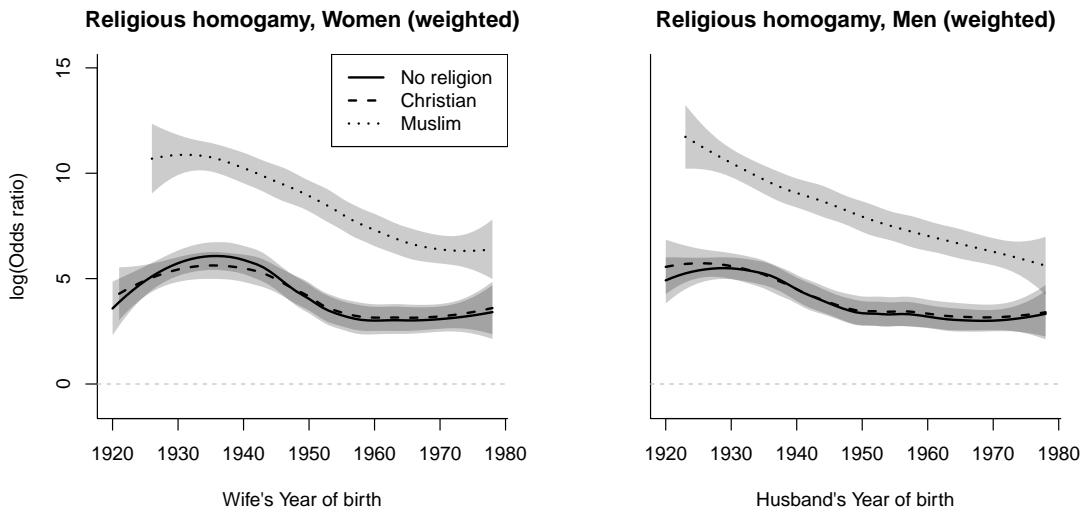 Religious homogamy, Women (weighted)
15
10
5
0
log(Odds ratio)
No religion
Christian
Muslim
1920 1930 1940 1950 1960 1970 1980
Wife's Year of birth
Religious homogamy, Men (weighted)
1920 1930 1940 1950 1960 1970 1980
Husband's Year of birth